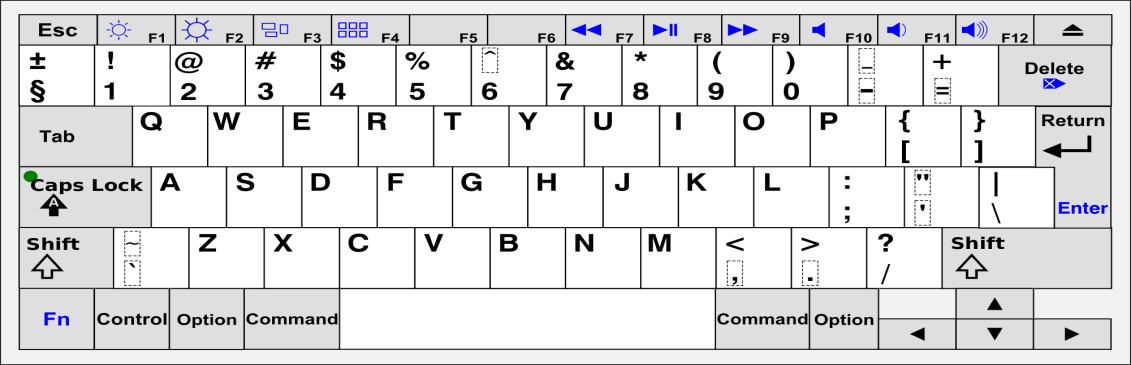 Esc F1 F2 F3 F4 F5 F6 F7 F8 F9 F10 F11 F12
± ! @ # $ % ^ & * ( ) _ +
§ 1 2 3 4 5 6 7 8 9 0 - = Delete
Tab Q W E R T Y U I O P { } Return
[ ]
Caps Lock A S D F G H J K L : " |
A ; ' \ Enter
Shift ~ Z X C V B N M < > ? Shift
` , . /
Fn Control Option Command Command Option